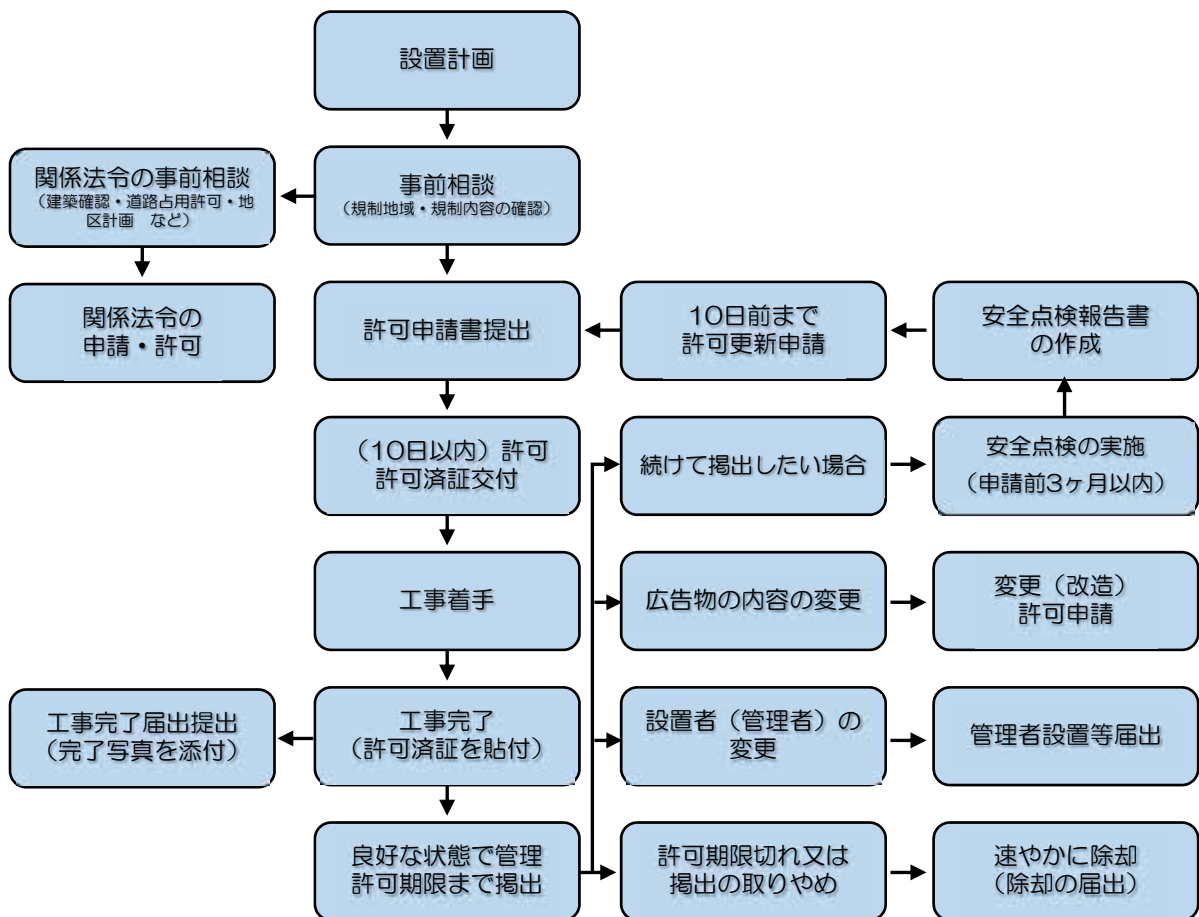 設置計画
関係法令の事前相談
（建築確認・道路占用許可・地
区計画　など）
事前相談
（規制地域・規制内容の確認）
関係法令の
申請・許可
許可申請書提出
10日前まで
許可更新申請
安全点検報告書
の作成
（10日以内）許可
許可済証交付
続けて掲出したい場合
安全点検の実施
（申請前3ヶ月以内）
工事着手
広告物の内容の変更
変更（改造）
許可申請
工事完了届出提出
（完了写真を添付）
工事完了
（許可済証を貼付）
設置者（管理者）の
変更
管理者設置等届出
良好な状態で管理
許可期限まで掲出
許可期限切れ又は
掲出の取りやめ
速やかに除却
（除却の届出）